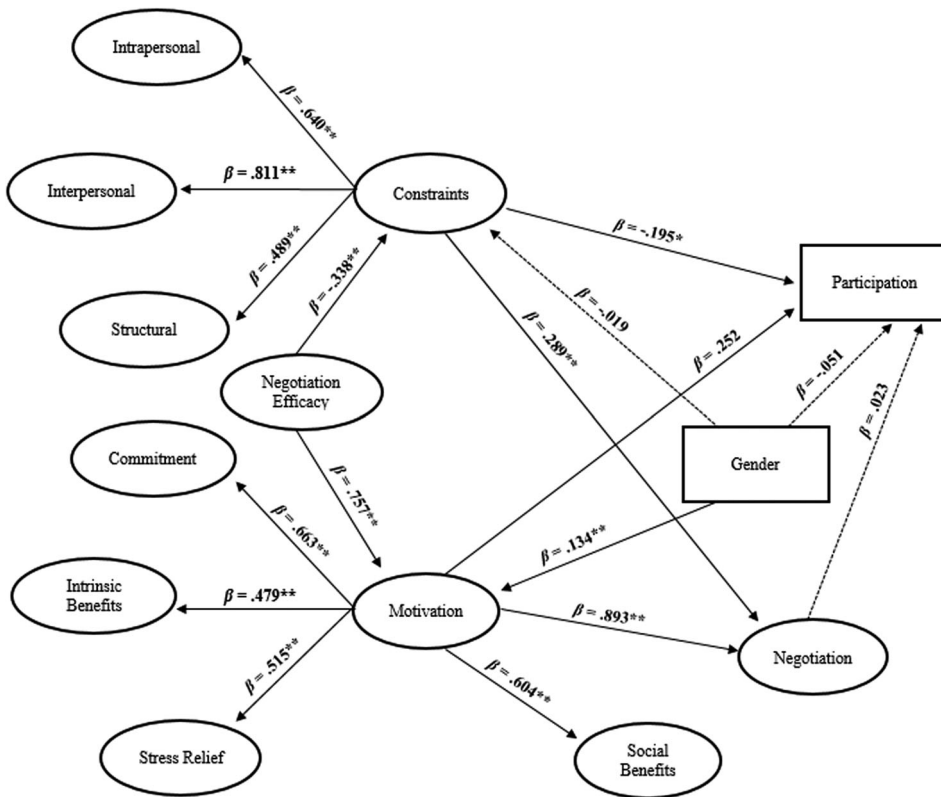 Intrapersonal
β = .640**
Interpersonal
β = .811**
Constraints
β = .489**
β = -.195*
Structural
β = -.338**
Participation
β = -.019
β = .289**
β = .252
Negotiation
Efficacy
β = -.051
β = .023
Commitment
Gender
β = .757**
β = .663**
β = .134**
Intrinsic
Benefits
β = .479**
Motivation
β = .893**
Negotiation
β = .515**
β = .604**
Stress Relief
Social
Benefits